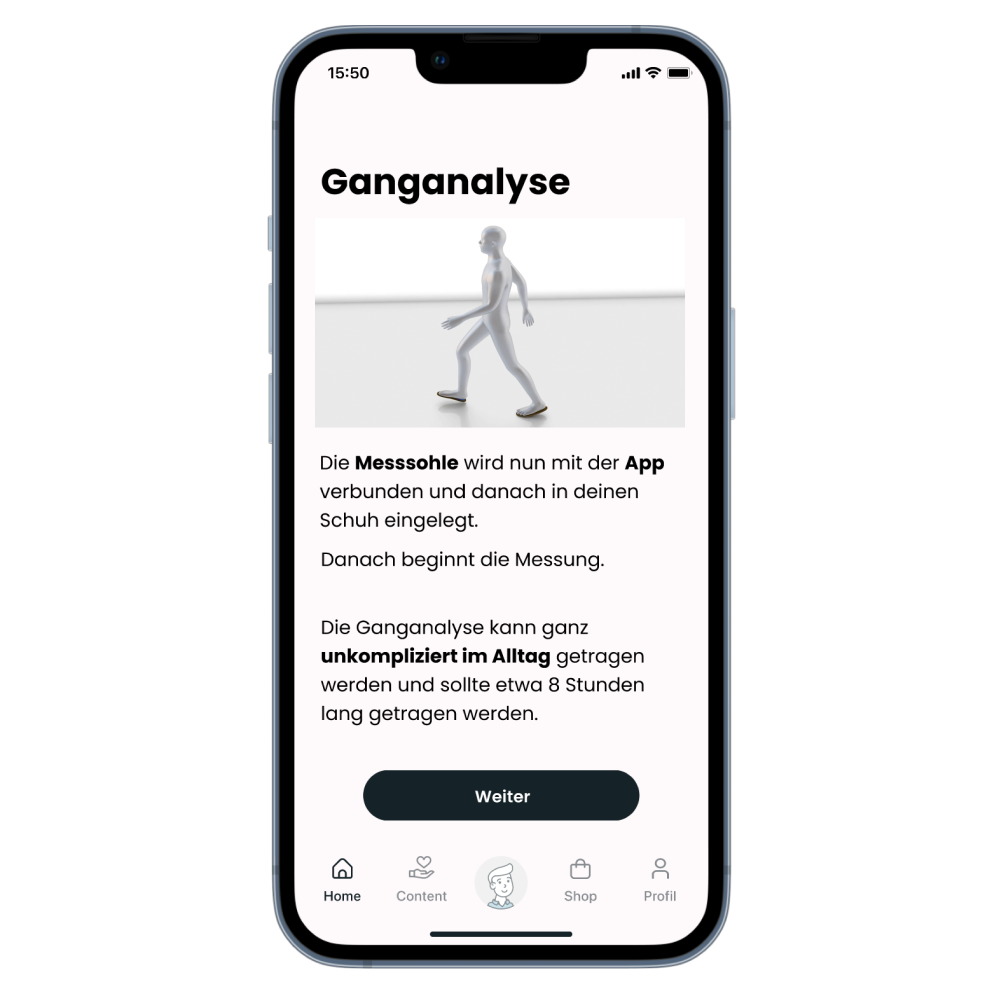 15:50
Ganganalyse
Die Messsohle wird nun mit der App
verbunden und danach in deinen
Schuh eingelegt.
Danach beginnt die Messung.
Die Ganganalyse kann ganz
unkompliziert im Alltag getragen
werden und sollte etwa 8 Stunden
lang getragen werden.
Weiter
Home Content Shop Profil